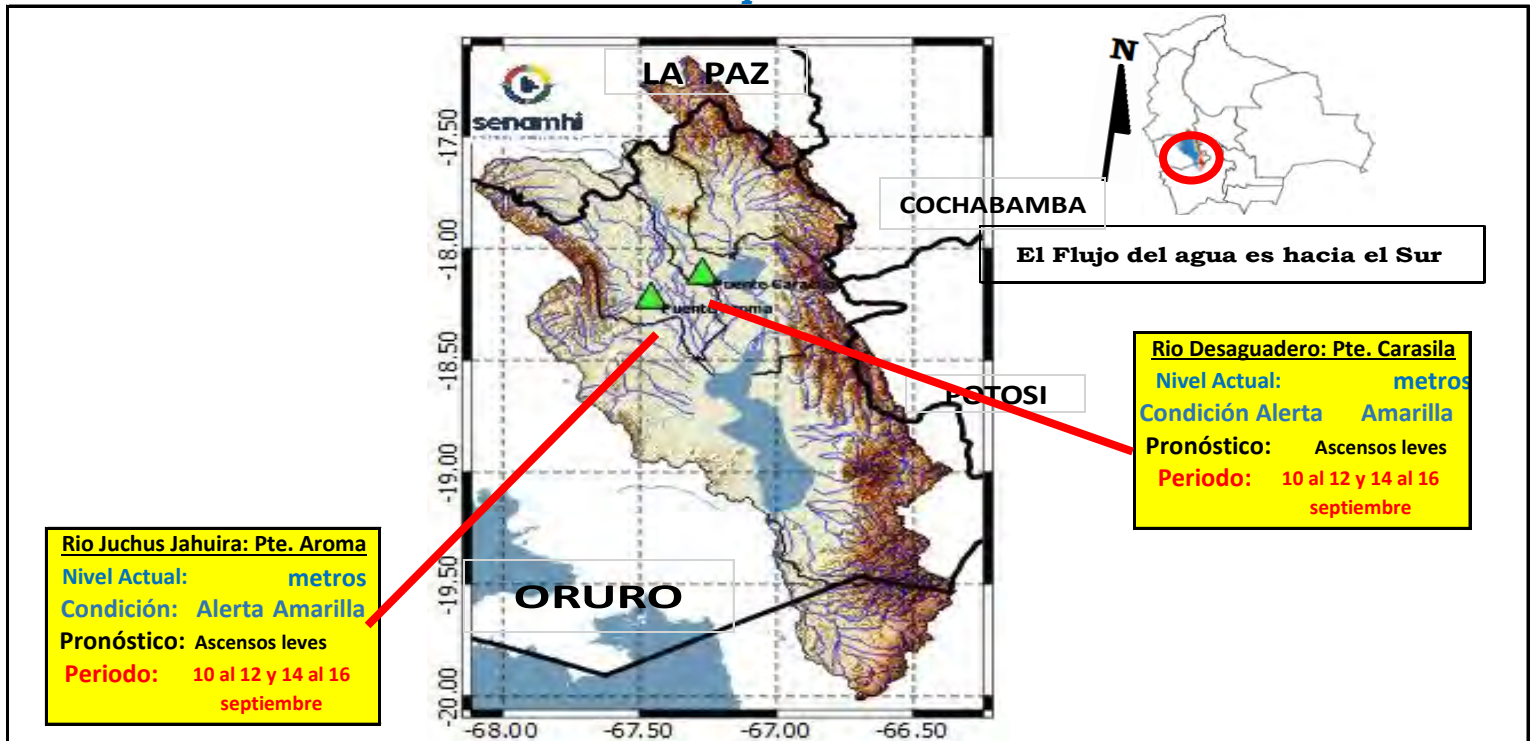 LA PAZ
senamhi
N
COCHABAMBA
El Flujo del agua es hacia el Sur
POTOSI
ORURO
Puente
Puente
Rio Desaguadero: Pte. Carasila
Nivel Actual: metros
Condición Alerta Amarilla
Pronóstico: Ascensos leves
Periodo: 10 al 12 y 14 al 16
septiembre
Rio Juchus Jahuira: Pte. Aroma
Nivel Actual: metros
Condición: Alerta Amarilla
Pronóstico: Ascensos leves
Periodo: 10 al 12 y 14 al 16
septiembre
-17.50
-18.00
-18.50
-19.00
-19.50
-20.00
-68.00 -67.50 -67.00 -66.50